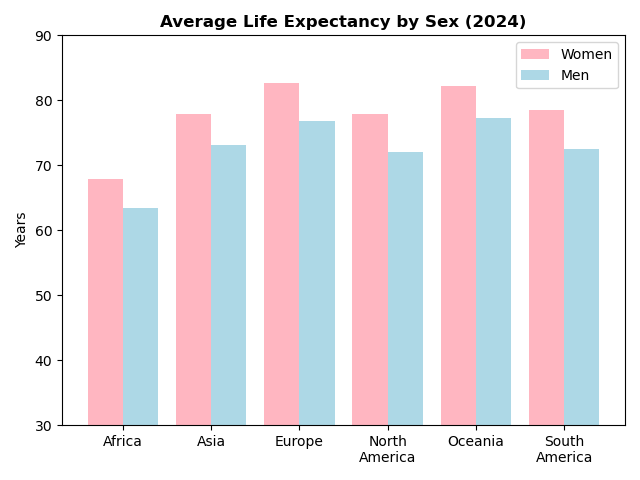 Average Life Expectancy by Sex (2024)
Women
Men
Years
90
80
70
60
50
40
30
Africa
Asia
Europe
North
America
Oceania
South
America